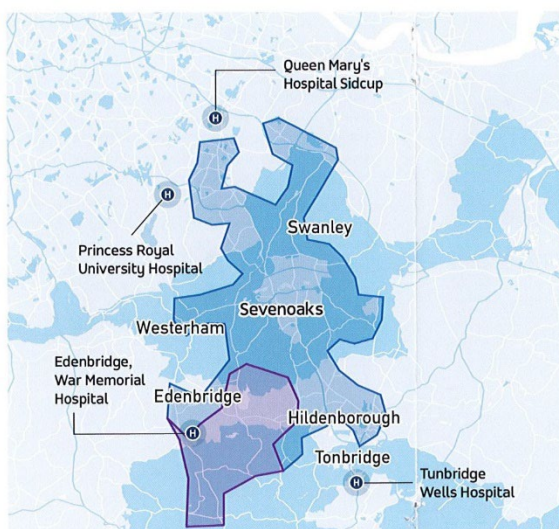 Queen Mary's
Hospital Sidcup
H
H
Swanley
Princess Royal
University Hospital
Sevenoaks
Westerham
Edenbridge,
War Memorial
Hospital
Edenbridge
Hildenborough
H
Tonbridge
H
Tunbridge
Wells Hospital